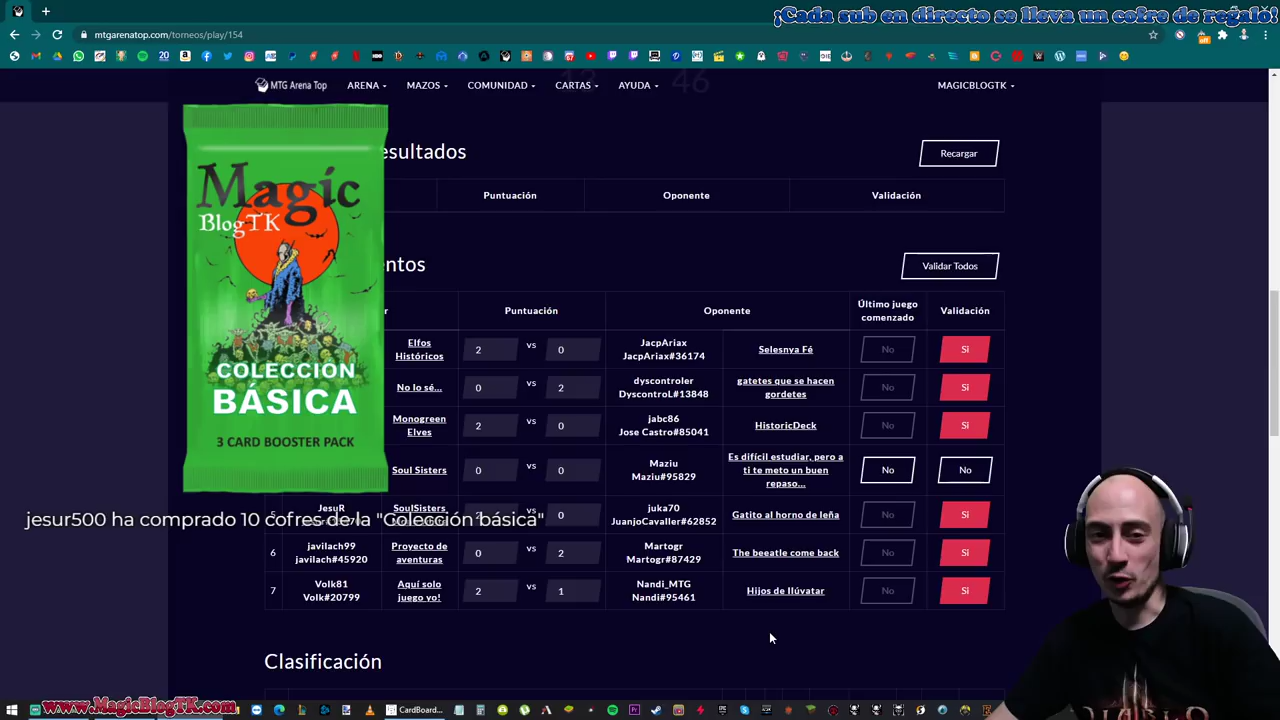 ¡Cada sub en directo se lleva un cofre de regalo!
mtgarenatop.com/torneos/play/154
MTG Arena Top
ARENA
MAZOS
COMUNIDAD
CARTAS
AYUDA
46
MAGICBLOGTK
esultados
Recargar
Puntuación
Oponente
Validación
Magic
BlogTK
COLECCIÓN
BÁSICA
3 CARD BOOSTER PACK
entos
Validar Todos
r
Puntuación
Oponente
Último juego
comenzado
Validación
Elfos
Históricos
2
vs
0
JacpAriax
JacpAriax#36174
Selesnya Fé
No
Si
No lo sé...
0
vs
2
dyscontroler
DyscontroL#13848
gatetes que se hacen
gordetes
No
Si
Monogreen
Elves
2
vs
0
jabc86
Jose Castro#85041
HistoricDeck
No
Si
Soul Sisters
0
vs
0
Maziu
Maziu#95829
Es difícil estudiar, pero a
ti te meto un buen
repaso...
No
No
JesuR
SoulSisters
vs
0
juka70
JuanjoCavaller#62852
Gatito al horno de leña
No
Si
jesur500 ha comprado 10 cofres de la "Colección básica"
6
javilach99
javilach#45920
Proyecto de
aventuras
0
vs
2
Martogr
Martogr#87429
The beeatle come back
No
Si
7
Volk81
Volk#20799
Aquí solo
juego yo!
2
vs
1
Nandi_MTG
Nandi#95461
Hijos de Ilúvatar
No
Si
Clasificación
www.MagicBlogTK.com
CardBoard...
DIABLO